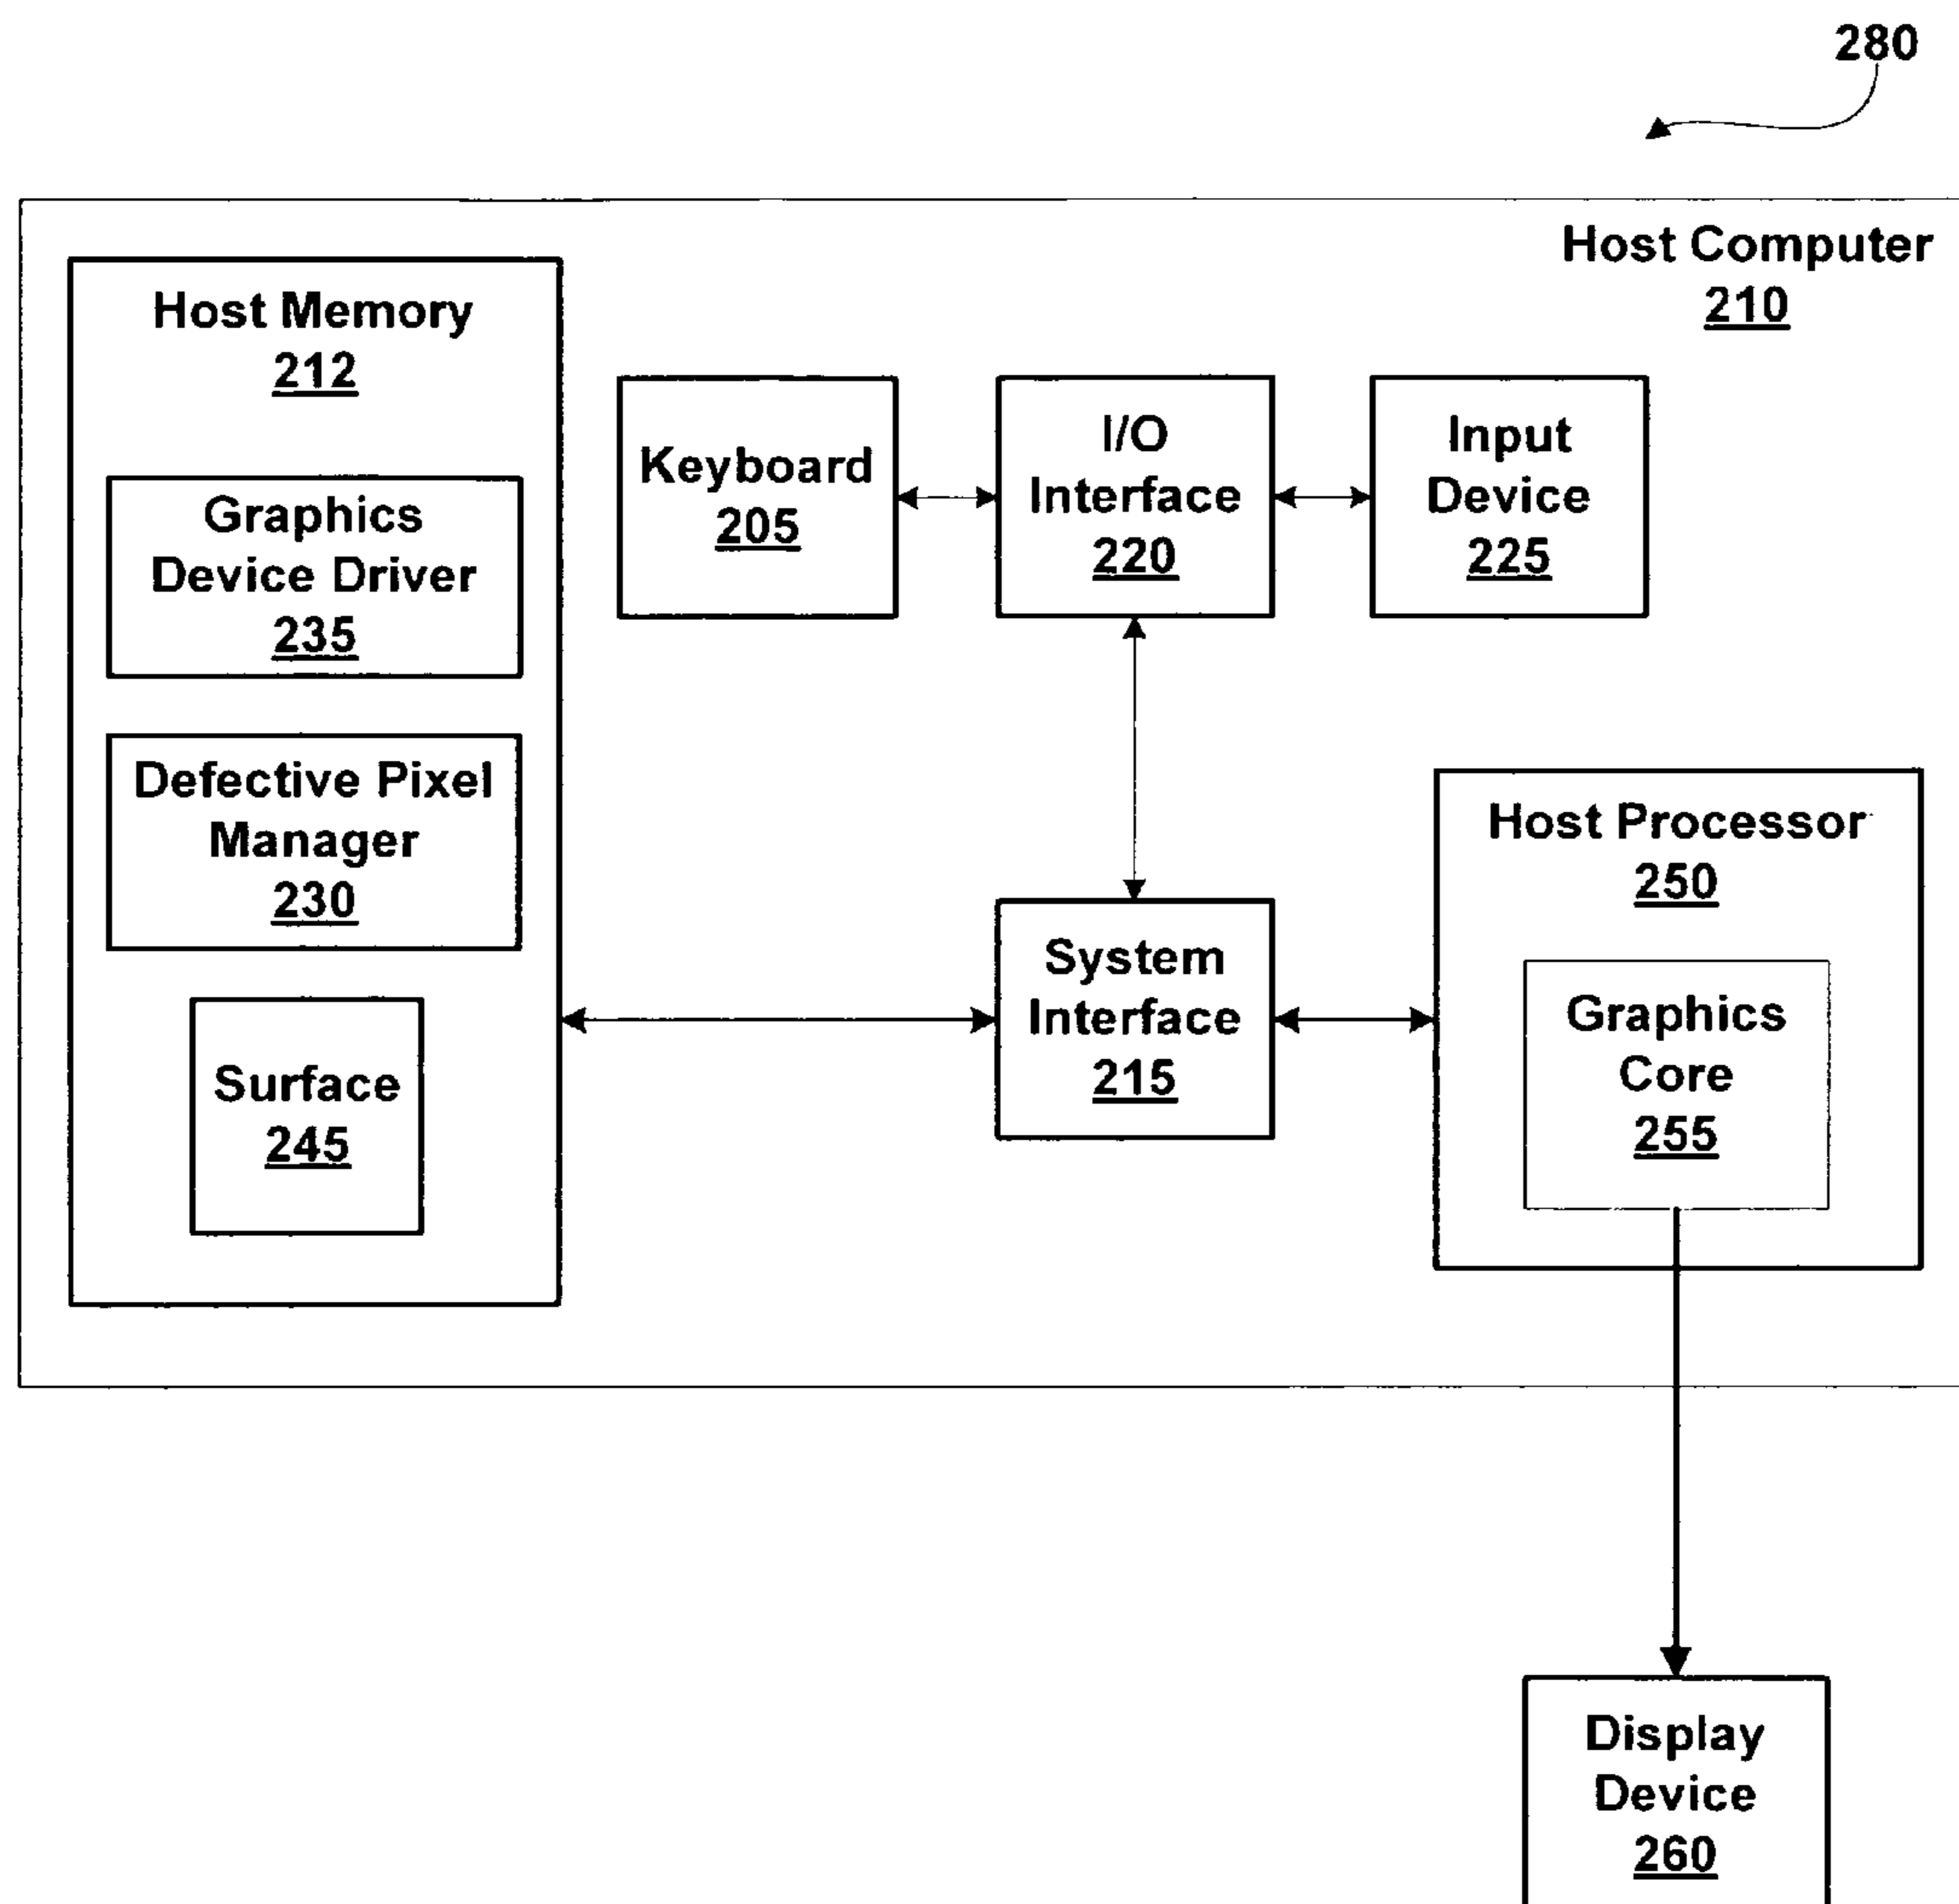 280
Host Computer
210
Host Memory
212
Graphics
Device Driver
235
Defective Pixel
Manager
230
Surface
245
Keyboard
205
I/O
Interface
220
Input
Device
225
System
Interface
215
Host Processor
250
Graphics
Core
255
Display
Device
260